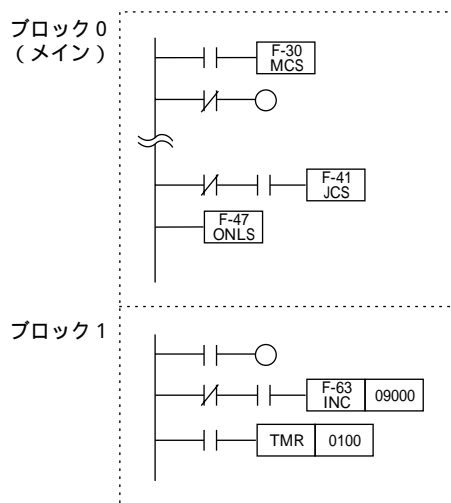 ブロック０
（メイン）
F-30
MCS
F-41
JCS
F-47
ONLS
ブロック１
F-63
INC
09000
TMR
0100